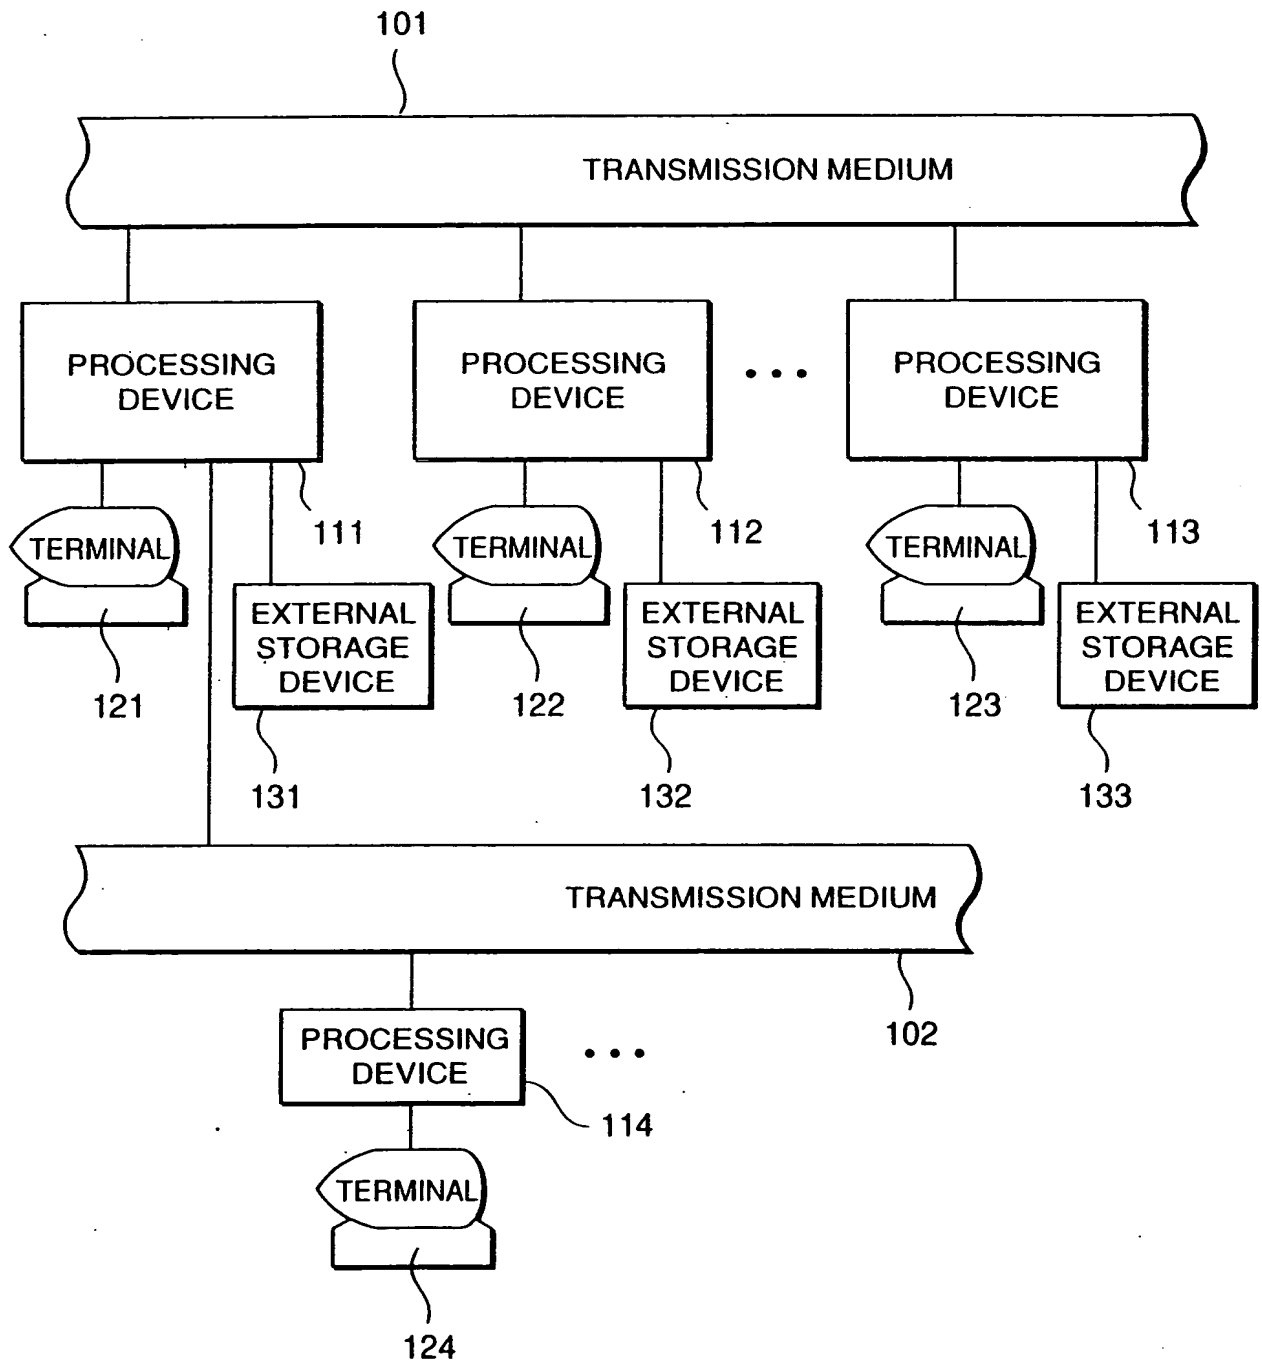 101
TRANSMISSION MEDIUM
PROCESSING
DEVICE
PROCESSING
DEVICE
• • •
PROCESSING
DEVICE
111
112
113
TERMINAL
TERMINAL
TERMINAL
EXTERNAL
STORAGE
DEVICE
EXTERNAL
STORAGE
DEVICE
EXTERNAL
STORAGE
DEVICE
121
122
123
131
132
133
TRANSMISSION MEDIUM
102
PROCESSING
DEVICE
• • •
114
TERMINAL
124